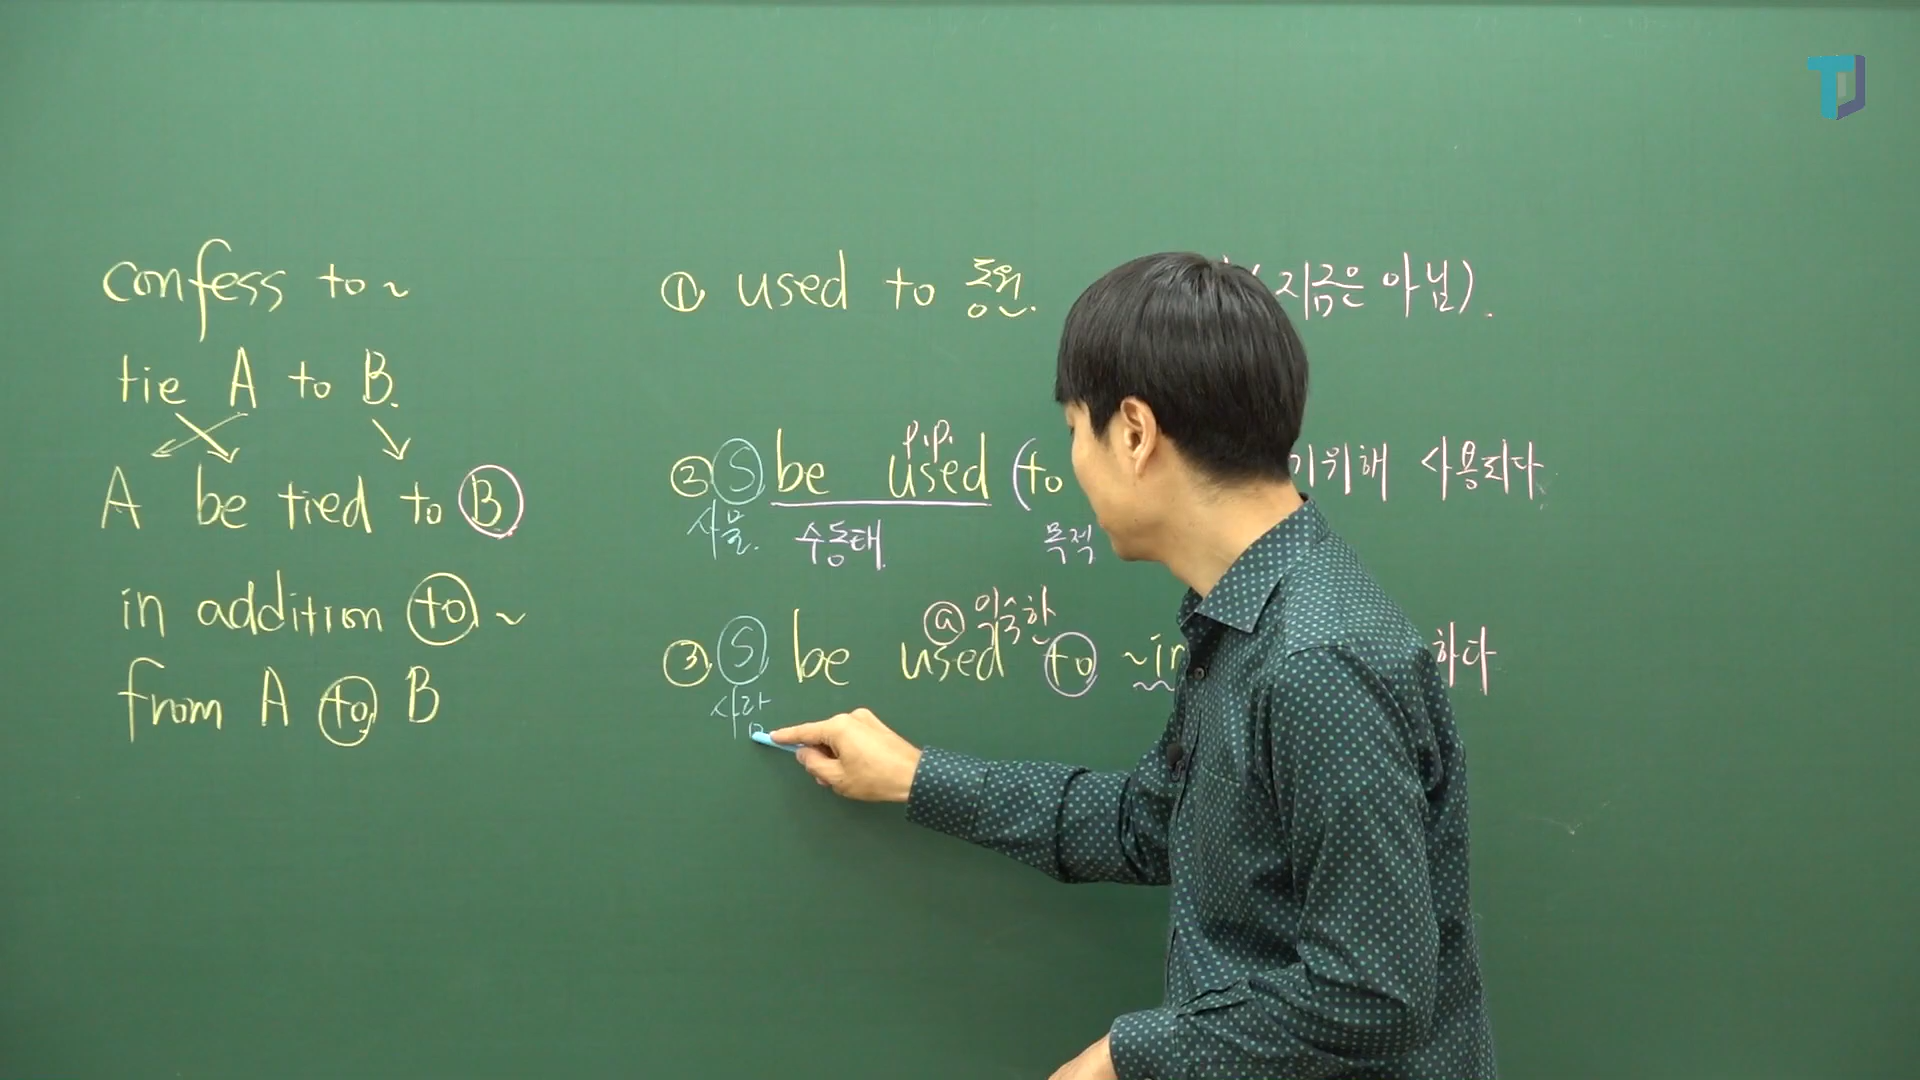 confess to ~
tie A to B.
A be tied to B
in addition to ~
from A to B
① used to 동원. (지금은 아님).
p.p.
② S be used (to 기위해 사용되다
사물. 수동태 목적
ⓐ 익숙한
③ S be used to ~in 하다
사람